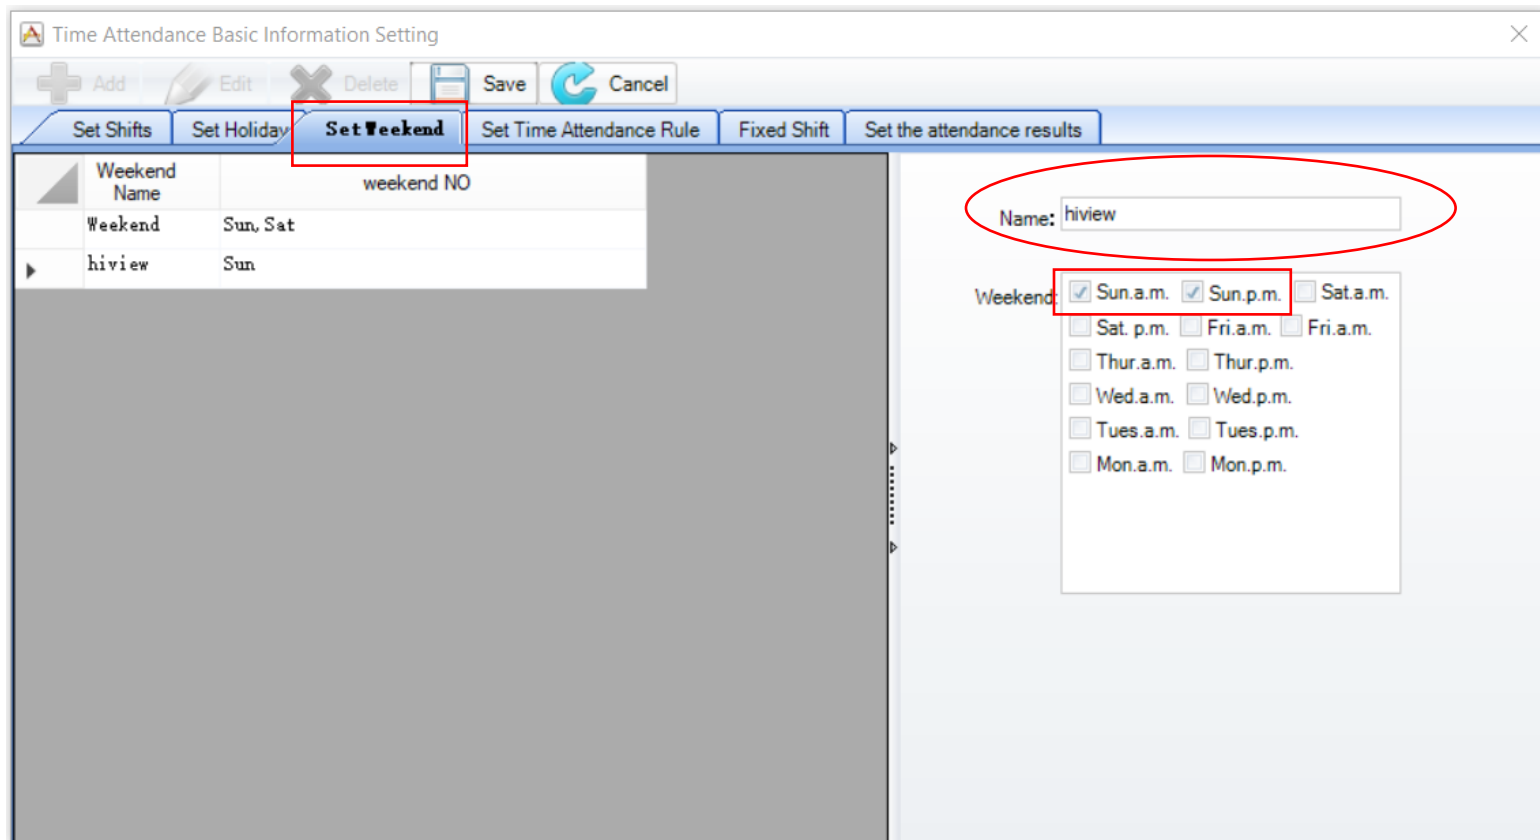 Time Attendance Basic Information Setting
Add Edit Delete Save Cancel
Set Shifts Set Holiday Set Weekend Set Time Attendance Rule Fixed Shift Set the attendance results
Weekend Name weekend NO
Weekend Sun,Sat
hiview Sun
Name: hiview
Weekend: Sun.a.m. Sun.p.m. Sat.a.m.
Sat. p.m. Fri.a.m. Fri.a.m.
Thur.a.m. Thur.p.m.
Wed.a.m. Wed.p.m.
Tues.a.m. Tues.p.m.
Mon.a.m. Mon.p.m.